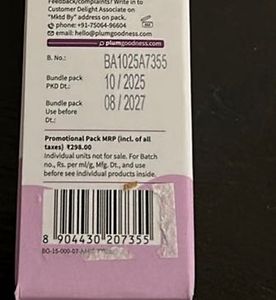 Feedback/complaints? Write in to
Customer Delight Associate on
"Mktd By" address on pack.
phone: +91-75064-96604
email: hello@plumgoodness.com
plumgoodness.com
B. No.: BA1025A7355
Bundle pack
PKD Dt.: 10/2025
Bundle pack
Use before
Dt.: 08/2027
Promotional Pack MRP (incl. of all
taxes) ₹298.00
Individual units not for sale. For Batch
no., Rs. per ml/g, Mfg. Dt., and use
before see individual products inside.
8 904430 207355